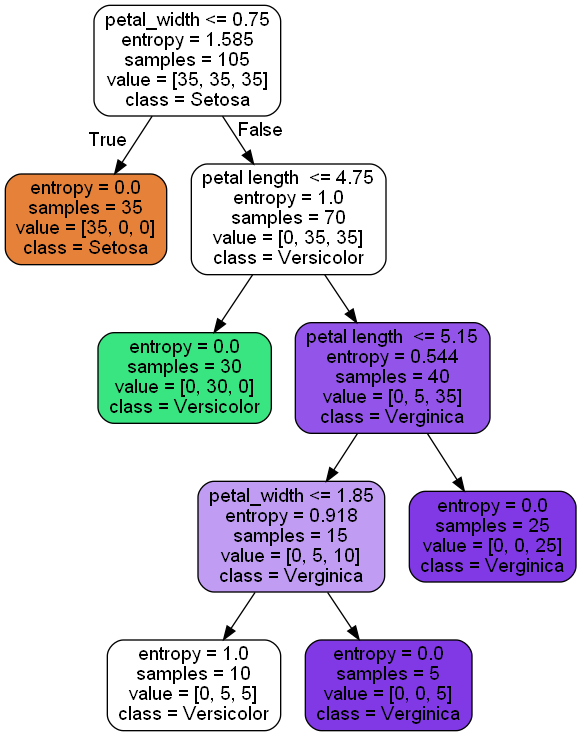 petal_width <= 0.75
entropy = 1.585
samples = 105
value = [35, 35, 35]
class = Setosa
True
False
entropy = 0.0
samples = 35
value = [35, 0, 0]
class = Setosa
petal length <= 4.75
entropy = 1.0
samples = 70
value = [0, 35, 35]
class = Versicolor
entropy = 0.0
samples = 30
value = [0, 30, 0]
class = Versicolor
petal length <= 5.15
entropy = 0.544
samples = 40
value = [0, 5, 35]
class = Verginica
petal_width <= 1.85
entropy = 0.918
samples = 15
value = [0, 5, 10]
class = Verginica
entropy = 0.0
samples = 25
value = [0, 0, 25]
class = Verginica
entropy = 1.0
samples = 10
value = [0, 5, 5]
class = Versicolor
entropy = 0.0
samples = 5
value = [0, 0, 5]
class = Verginica